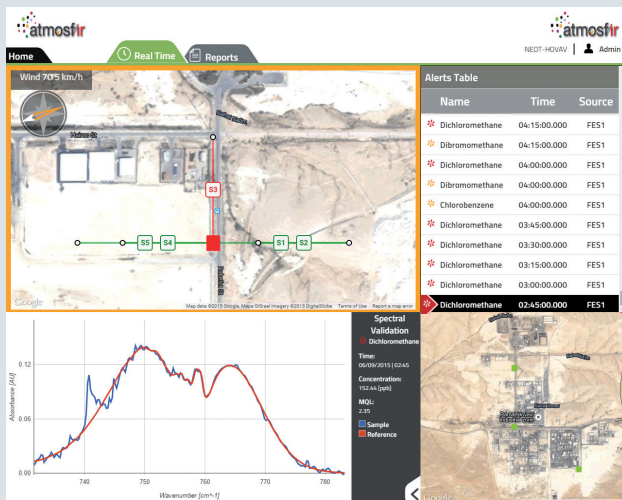 atmosfir
atmosfir
Home
Real Time
Reports
NEOT-HOVAV
Admin
Wind 70°5 km/h
S3
S5
S4
S1
S2
Google
Map data ©2015 Google, Mapa GISrael Imagery ©2015 DigitalGlobe Terms of Use Report a map error
Alerts Table
Name Time Source
Dichloromethane 04:15:00.000 FES1
Dibromomethane 04:15:00.000 FES1
Dichloromethane 04:00:00.000 FES1
Dibromomethane 04:00:00.000 FES1
Chlorobenzene 04:00:00.000 FES1
Dichloromethane 03:45:00.000 FES1
Dichloromethane 03:30:00.000 FES1
Dichloromethane 03:15:00.000 FES1
Dichloromethane 03:00:00.000 FES1
Dichloromethane 02:45:00.000 FES1
Absorbance [AU]
0.12
0.06
0.00
740 750 760 770 780
Wavenumber [cm^-1]
Spectral
Validation
Dichloromethane
Time:
06/09/2015 | 02:45
Concentration:
152.44 [ppb]
MQL:
2.35
Sample
Reference
Google